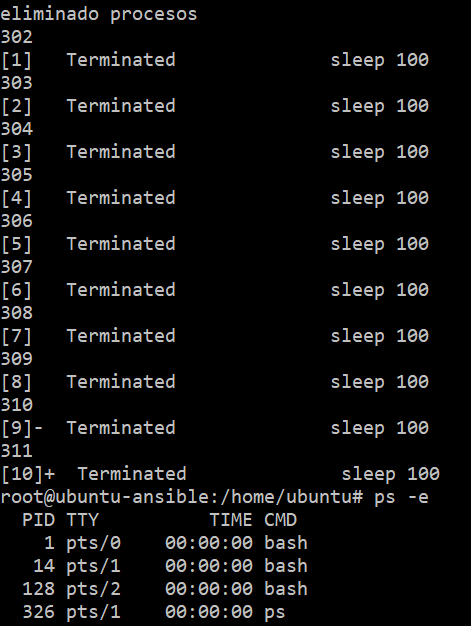 eliminado procesos
302
[1]   Terminated              sleep 100
303
[2]   Terminated              sleep 100
304
[3]   Terminated              sleep 100
305
[4]   Terminated              sleep 100
306
[5]   Terminated              sleep 100
307
[6]   Terminated              sleep 100
308
[7]   Terminated              sleep 100
309
[8]   Terminated              sleep 100
310
[9]-  Terminated              sleep 100
311
[10]+  Terminated              sleep 100
root@ubuntu-ansible:/home/ubuntu# ps -e
  PID TTY          TIME CMD
    1 pts/0    00:00:00 bash
   14 pts/1    00:00:00 bash
  128 pts/2    00:00:00 bash
  326 pts/1    00:00:00 ps